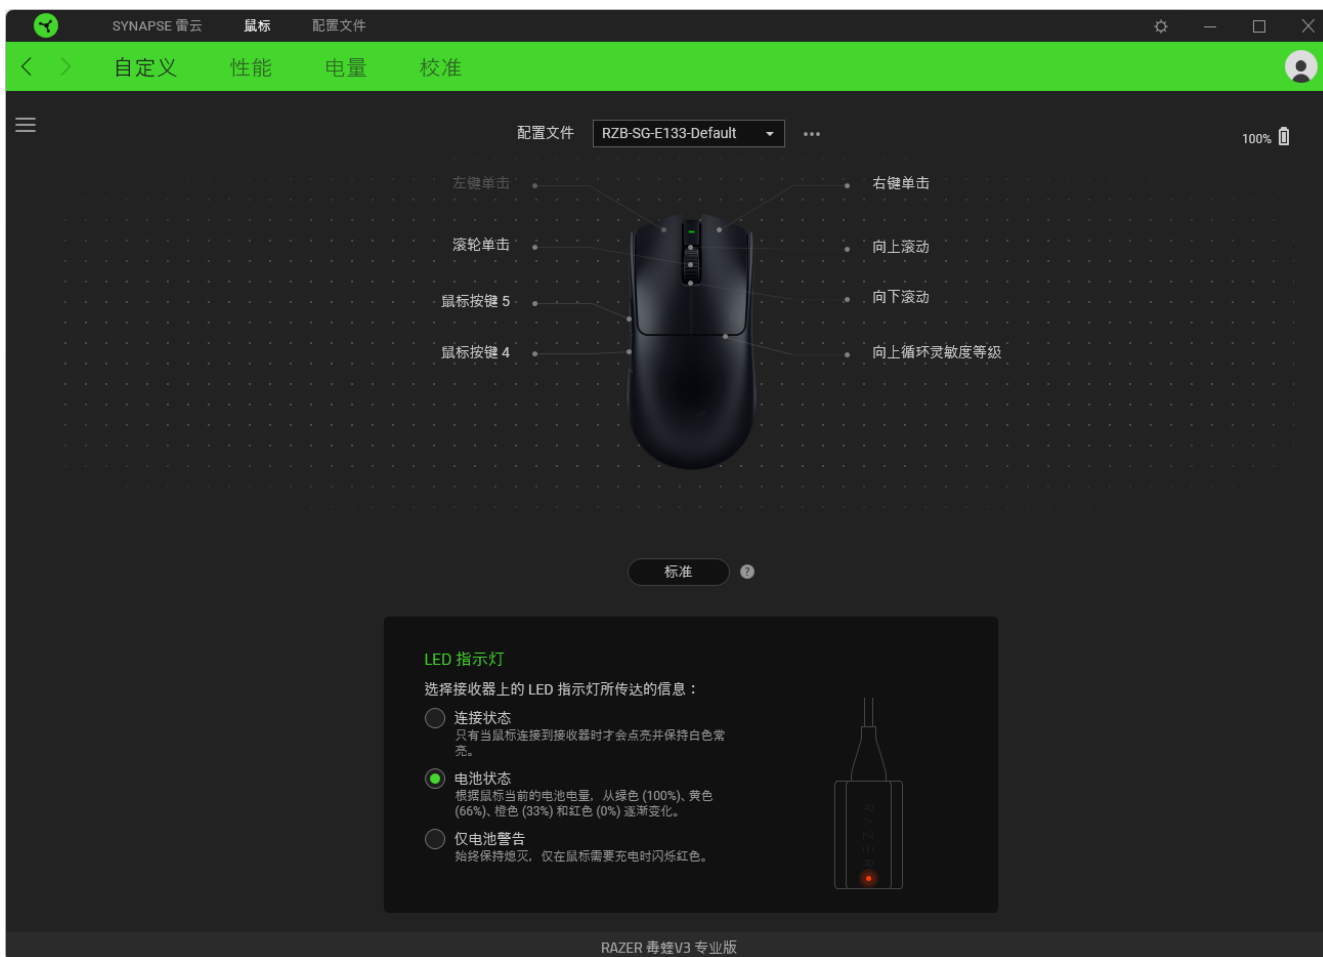 SYNAPSE 雷云
鼠标
配置文件
自定义
性能
电量
校准
配置文件
RZB-SG-E133-Default
100%
左键单击
右键单击
滚轮单击
向上滚动
鼠标按键 5
向下滚动
鼠标按键 4
向上循环灵敏度等级
标准
?
LED 指示灯
选择接收器上的 LED 指示灯所传达的信息：
连接状态
只有当鼠标连接到接收器时才会点亮并保持白色常
亮。
电池状态
根据鼠标当前的电池电量，从绿色 (100%)、黄色
(66%)、橙色 (33%) 和红色 (0%) 逐渐变化。
仅电池警告
始终保持熄灭，仅在鼠标需要充电时闪烁红色。
RAZER
RAZER 毒蝰V3 专业版